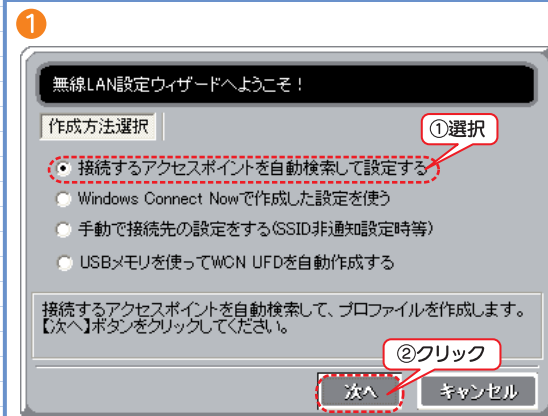 1
無線LAN設定ウィザードへようこそ！
作成方法選択
①選択
接続するアクセスポイントを自動検索して設定する
Windows Connect Nowで作成した設定を使う
手動で接続先の設定をする(SSID非通知設定時等)
USBメモリを使ってWCN UFDを自動作成する
接続するアクセスポイントを自動検索して、プロファイルを作成します。
【次へ】ボタンをクリックしてください。
②クリック
次へ
キャンセル